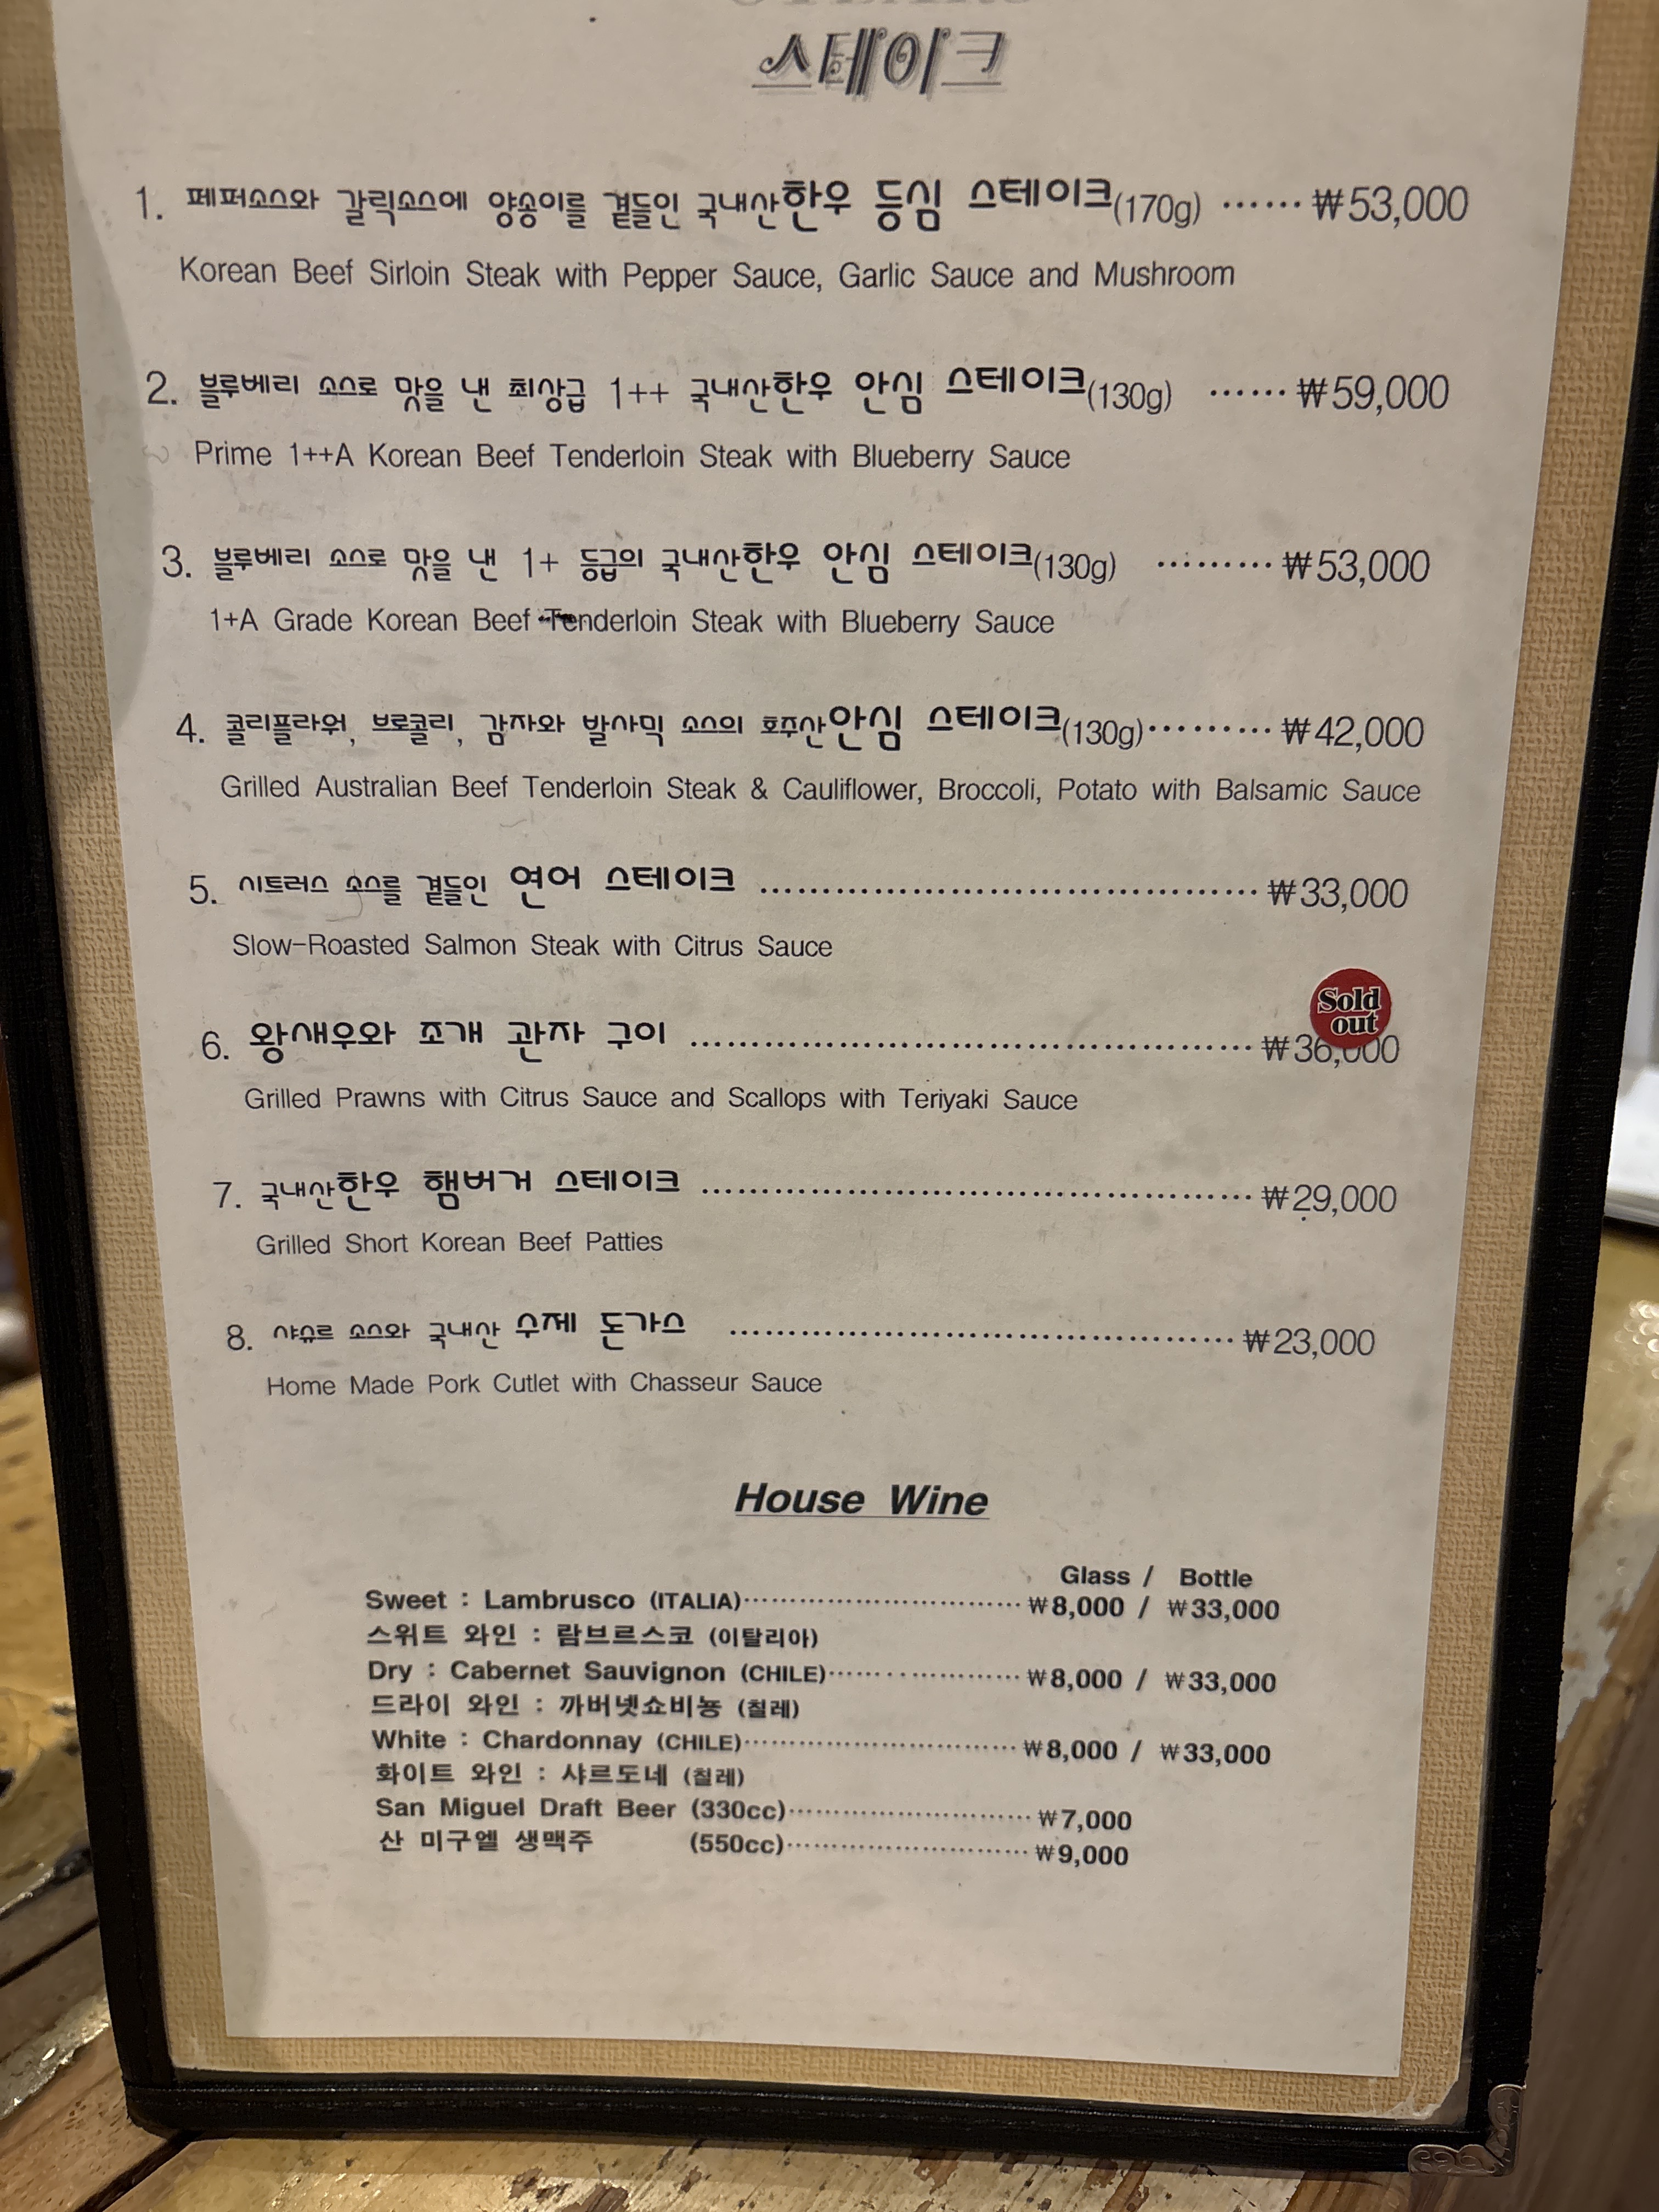 스테이크
1. 페퍼소스와 갈릭소스에 양송이를 곁들인 국내산한우 등심 스테이크(170g) ······ ₩53,000
Korean Beef Sirloin Steak with Pepper Sauce, Garlic Sauce and Mushroom
2. 블루베리 소스로 맛을 낸 최상급 1++ 국내산한우 안심 스테이크(130g) ······ ₩59,000
Prime 1++A Korean Beef Tenderloin Steak with Blueberry Sauce
3. 블루베리 소스로 맛을 낸 1+ 등급의 국내산한우 안심 스테이크(130g) ········· ₩53,000
1+A Grade Korean Beef Tenderloin Steak with Blueberry Sauce
4. 콜리플라워, 브로콜리, 감자와 발사믹 소스의 호주산안심 스테이크(130g)·········· ₩42,000
Grilled Australian Beef Tenderloin Steak & Cauliflower, Broccoli, Potato with Balsamic Sauce
5. 시트러스 소스를 곁들인 연어 스테이크 ················································ ₩33,000
Slow-Roasted Salmon Steak with Citrus Sauce
Sold
out
6. 왕새우와 조개 관자 구이 ······················································ ₩36,000
Grilled Prawns with Citrus Sauce and Scallops with Teriyaki Sauce
7. 국내산한우 햄버거 스테이크 ······················································ ₩29,000
Grilled Short Korean Beef Patties
8. 샤슈르 소스와 국내산 수제 돈가스 ·················································· ₩23,000
Home Made Pork Cutlet with Chasseur Sauce
House Wine
Glass / Bottle
Sweet : Lambrusco (ITALIA)······························ ₩8,000 / ₩33,000
스위트 와인 : 람브르스코 (이탈리아)
Dry : Cabernet Sauvignon (CHILE)····················· ₩8,000 / ₩33,000
드라이 와인 : 까버넷쇼비뇽 (칠레)
White : Chardonnay (CHILE)······························ ₩8,000 / ₩33,000
화이트 와인 : 샤르도네 (칠레)
San Miguel Draft Beer (330cc)·························· ₩7,000
산 미구엘 생맥주 (550cc)·························· ₩9,000